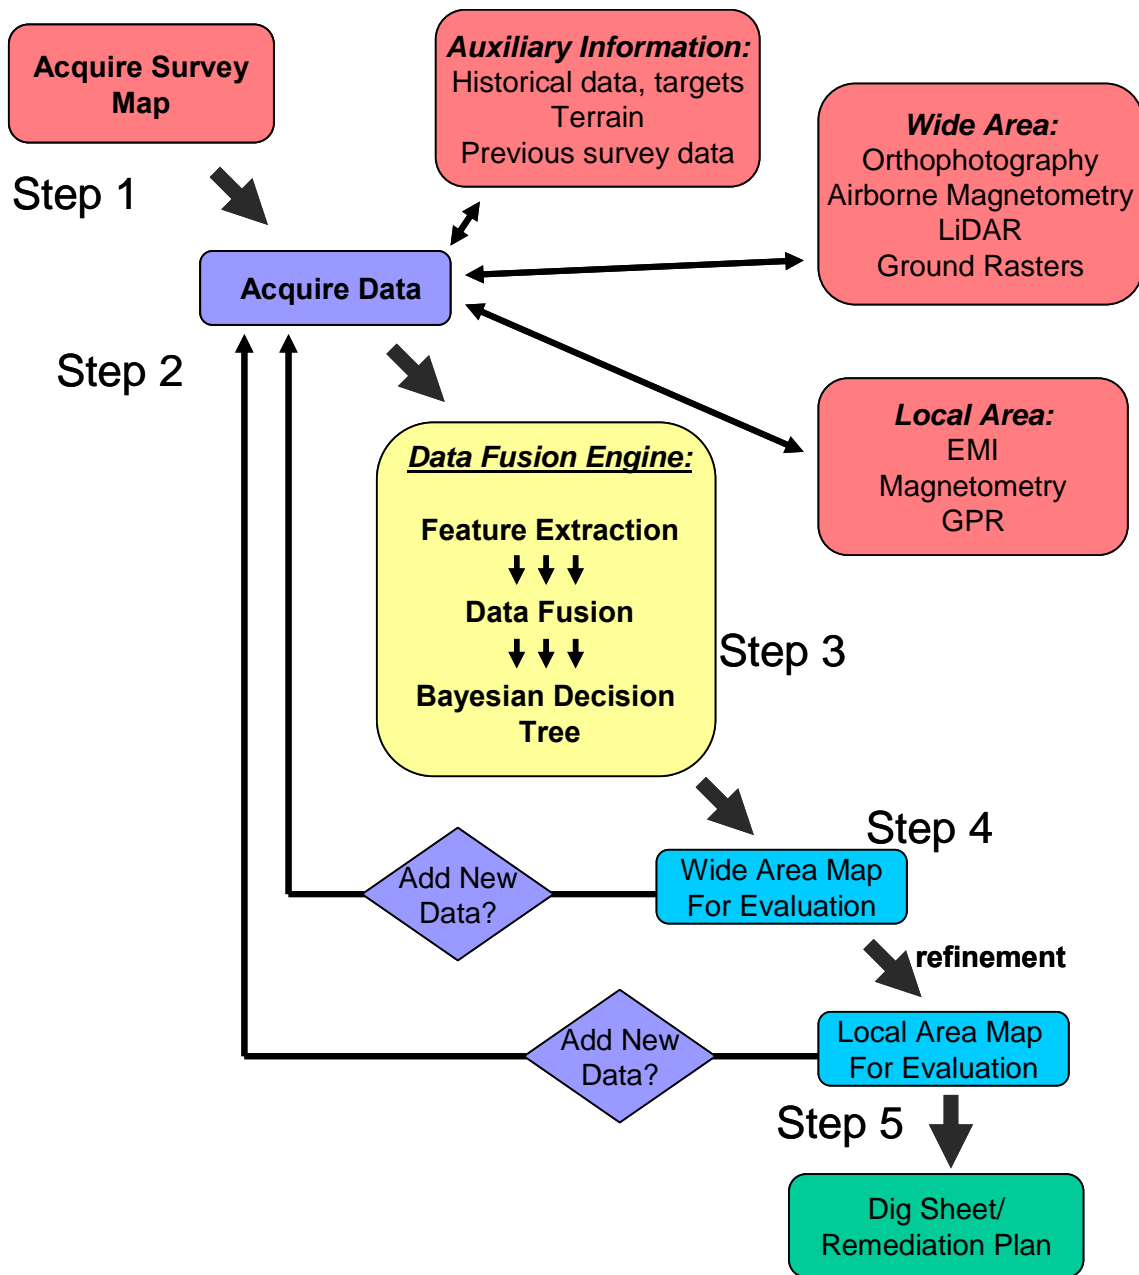 Acquire Survey
Map
Auxiliary Information:
Historical data, targets
Terrain
Previous survey data
Wide Area:
Orthophotography
Airborne Magnetometry
LiDAR
Ground Rasters
Step 1
Acquire Data
Step 2
Local Area:
EMI
Magnetometry
GPR
Data Fusion Engine:
Feature Extraction
Data Fusion
Bayesian Decision
Tree
Step 3
Step 4
Add New
Data?
Wide Area Map
For Evaluation
refinement
Add New
Data?
Local Area Map
For Evaluation
Step 5
Dig Sheet/
Remediation Plan